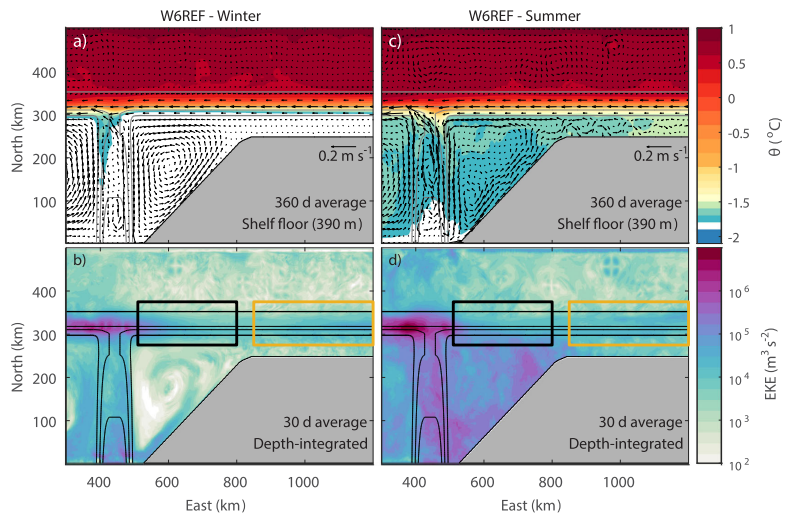 W6REF - Winter
W6REF - Summer
a)
c)
1
0.5
0
-0.5
-1
-1.5
-2
θ (°C)
400
300
200
100
North (km)
0.2 m s⁻¹
0.2 m s⁻¹
360 d average
Shelf floor (390 m)
360 d average
Shelf floor (390 m)
b)
d)
400
300
200
100
North (km)
30 d average
Depth-integrated
30 d average
Depth-integrated
10⁶
10⁵
10⁴
10³
10²
EKE (m³ s⁻²)
400
600
800
1000
400
600
800
1000
East (km)
East (km)